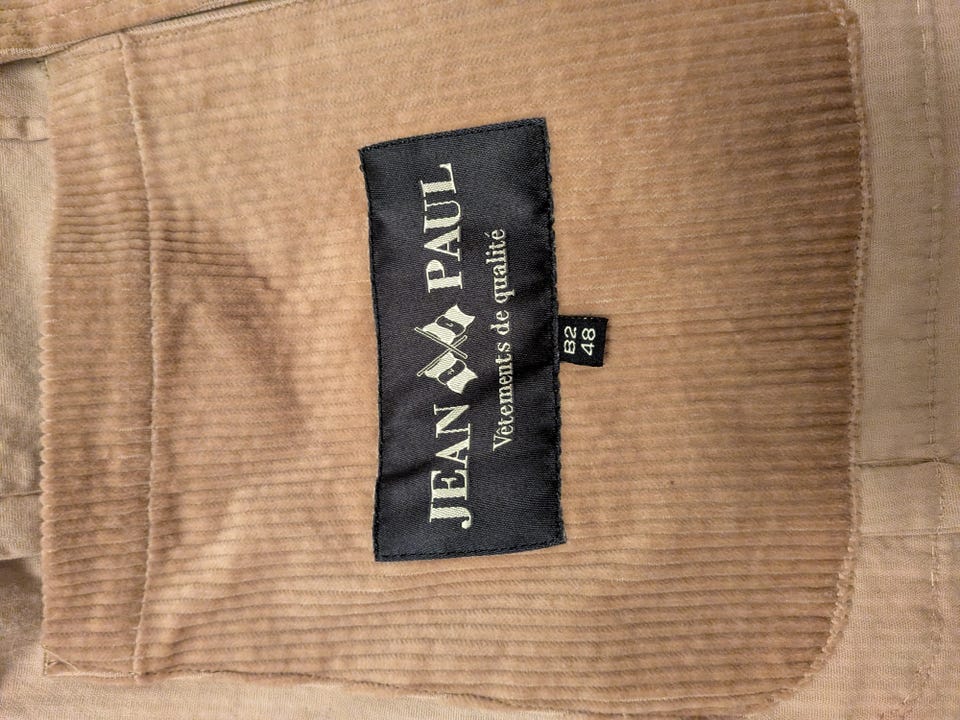 JEAN PAUL
Vêtements de qualité
B2
48